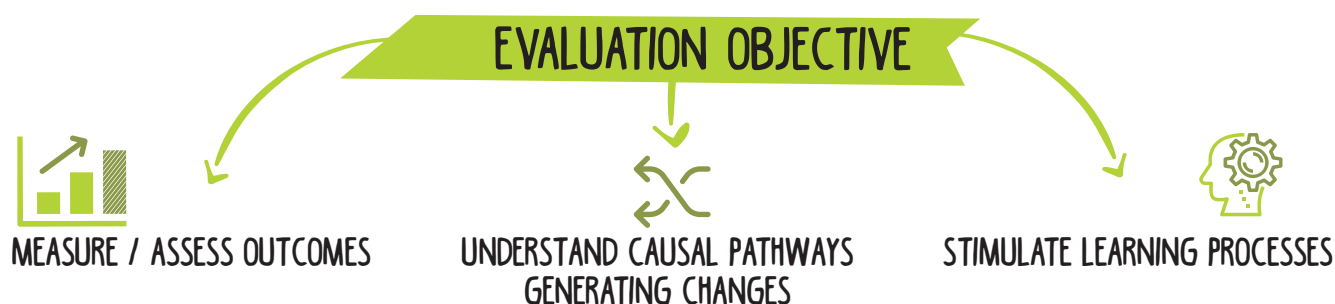 EVALUATION OBJECTIVE
MEASURE / ASSESS OUTCOMES
UNDERSTAND CAUSAL PATHWAYS
GENERATING CHANGES
STIMULATE LEARNING PROCESSES